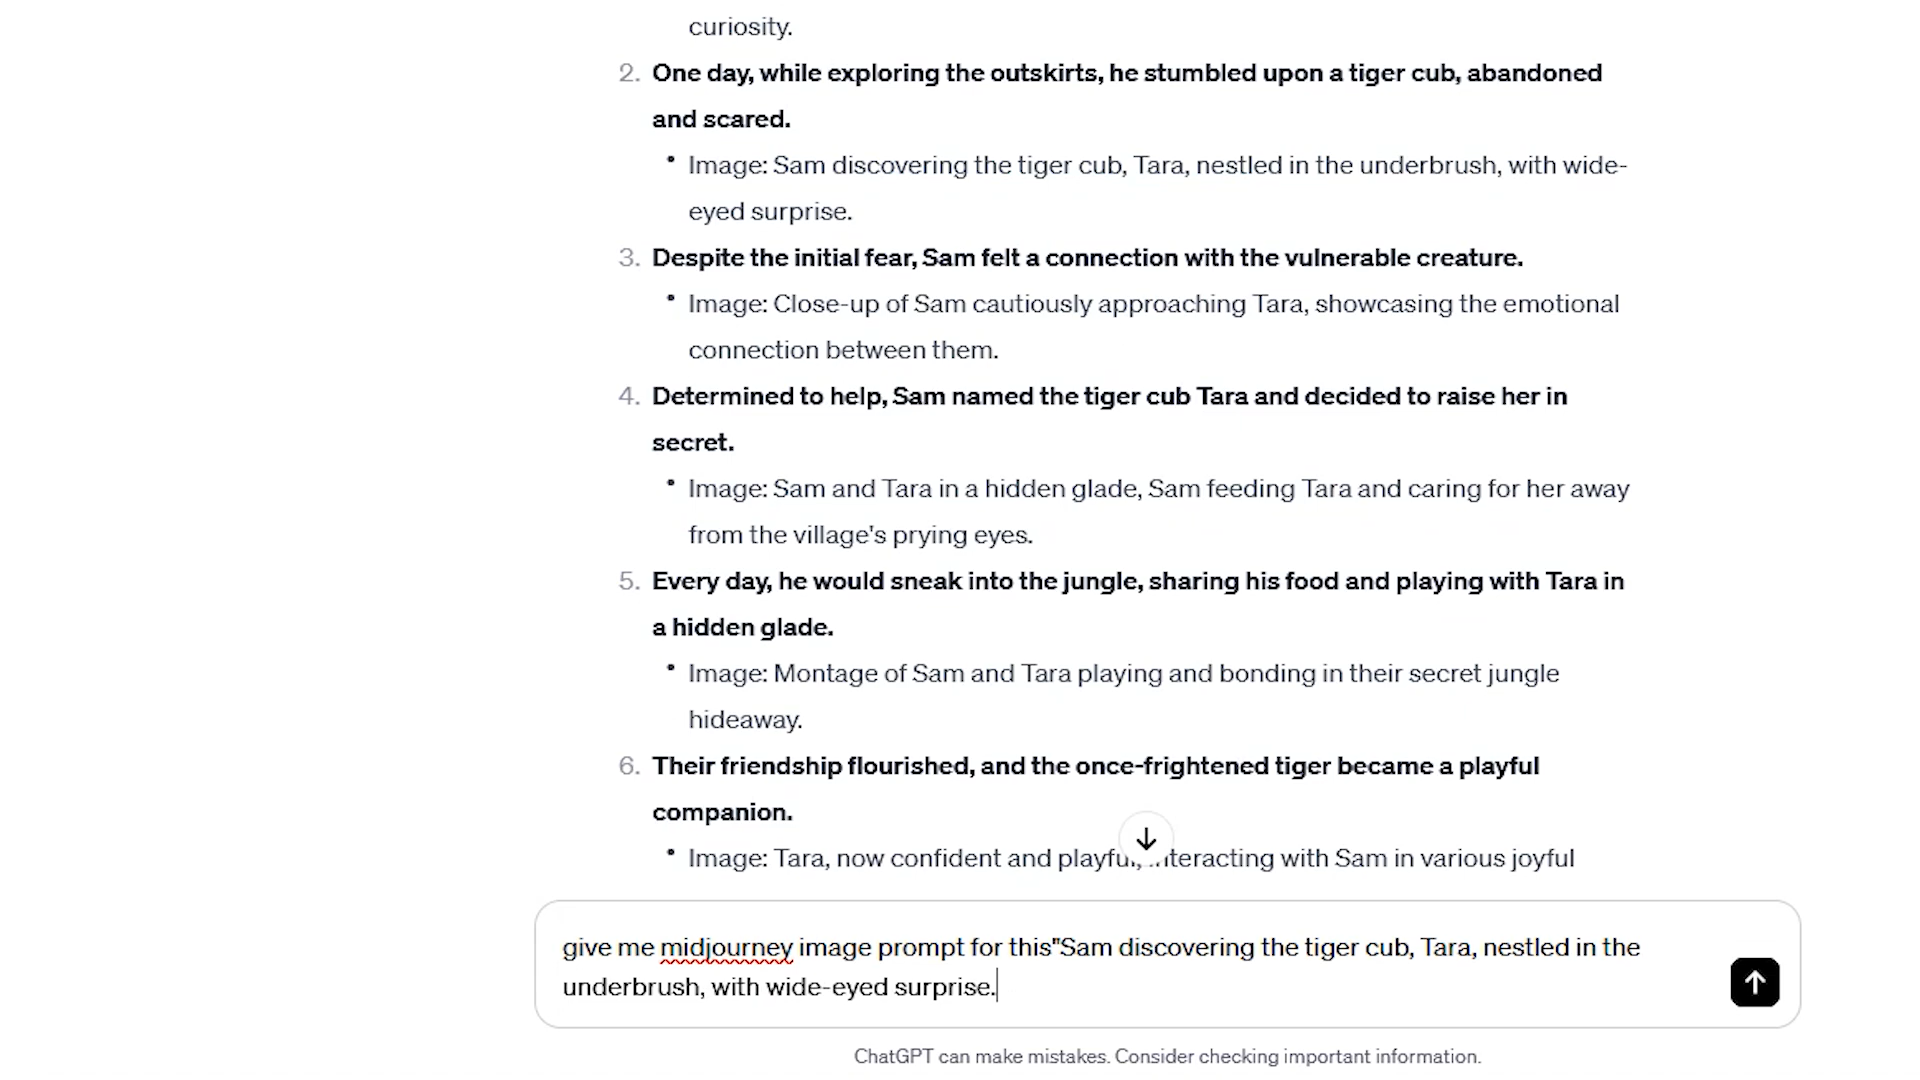 curiosity.
2. One day, while exploring the outskirts, he stumbled upon a tiger cub, abandoned
and scared.
• Image: Sam discovering the tiger cub, Tara, nestled in the underbrush, with wide-
eyed surprise.
3. Despite the initial fear, Sam felt a connection with the vulnerable creature.
• Image: Close-up of Sam cautiously approaching Tara, showcasing the emotional
connection between them.
4. Determined to help, Sam named the tiger cub Tara and decided to raise her in
secret.
• Image: Sam and Tara in a hidden glade, Sam feeding Tara and caring for her away
from the village's prying eyes.
5. Every day, he would sneak into the jungle, sharing his food and playing with Tara in
a hidden glade.
• Image: Montage of Sam and Tara playing and bonding in their secret jungle
hideaway.
6. Their friendship flourished, and the once-frightened tiger became a playful
companion.
• Image: Tara, now confident and playful, interacting with Sam in various joyful
give me midjourney image prompt for this"Sam discovering the tiger cub, Tara, nestled in the
underbrush, with wide-eyed surprise.
ChatGPT can make mistakes. Consider checking important information.